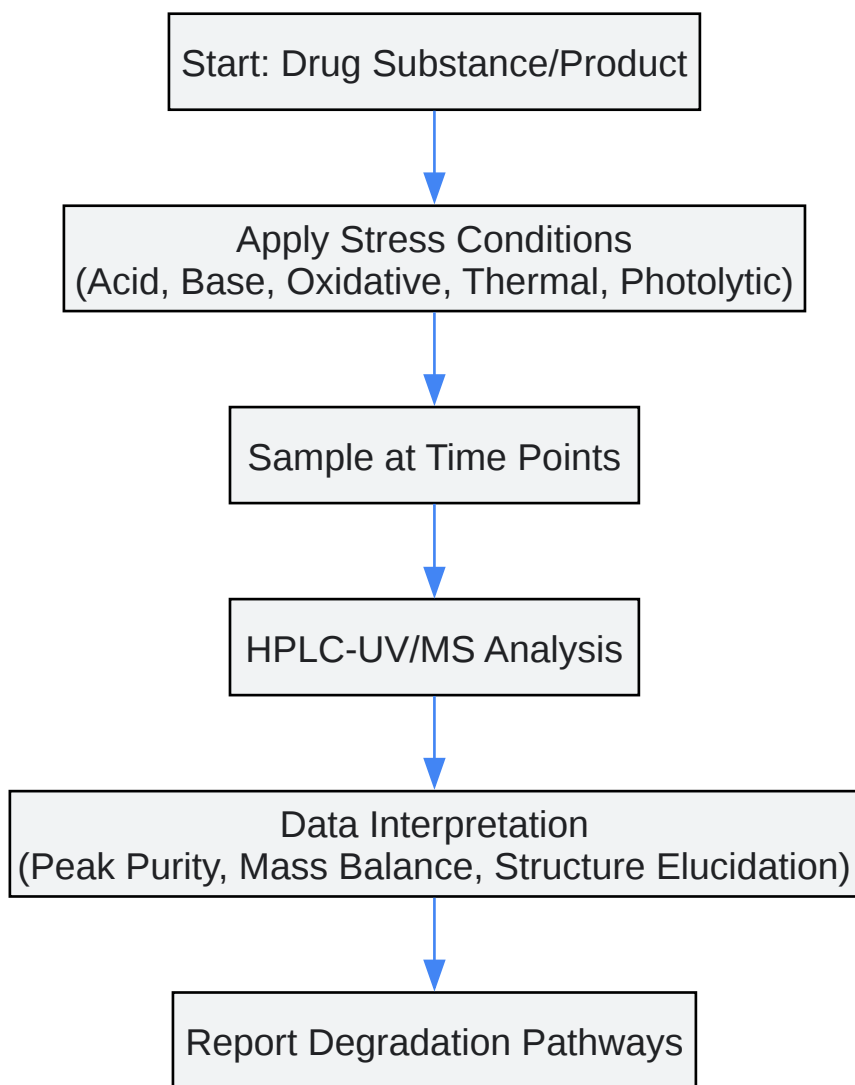 Start: Drug Substance/Product
Apply Stress Conditions
(Acid, Base, Oxidative, Thermal, Photolytic)
Sample at Time Points
HPLC-UV/MS Analysis
Data Interpretation
(Peak Purity, Mass Balance, Structure Elucidation)
Report Degradation Pathways